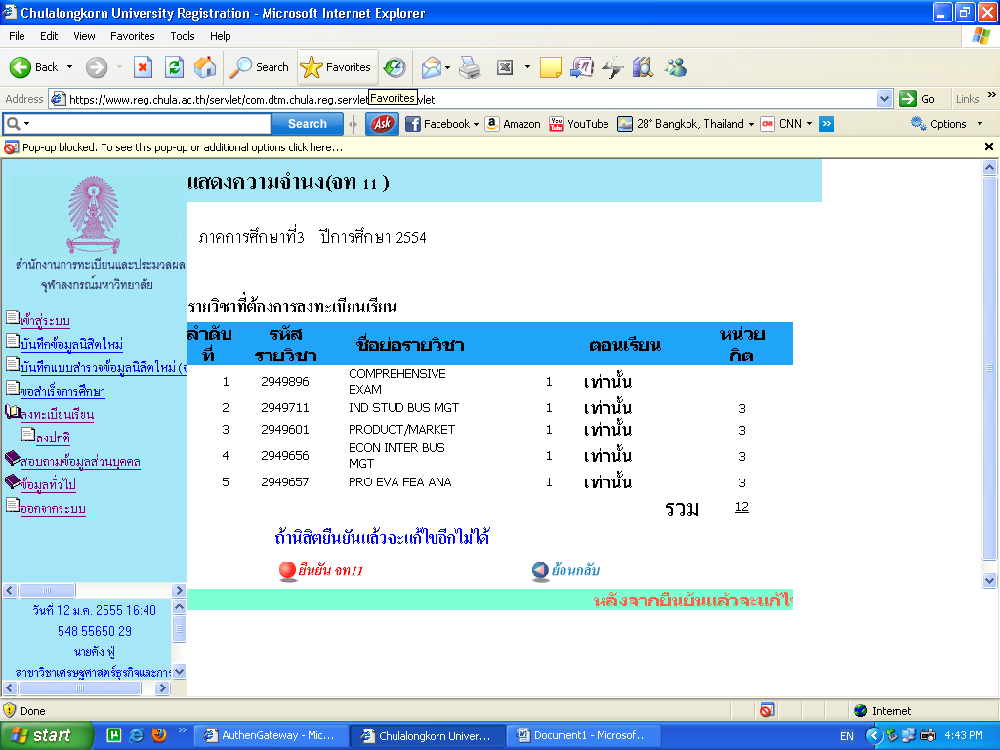 Chulalongkorn University Registration - Microsoft Internet Explorer
File Edit View Favorites Tools Help
Back Search Favorites
Address https://www.reg.chula.ac.th/servlet/com.dtm.chula.reg.servlet Favorites vlet Go Links »
Search Ask Facebook Amazon YouTube 28° Bangkok, Thailand CNN » Options
Pop-up blocked. To see this pop-up or additional options click here...
สำนักงานการทะเบียนและประมวลผล
จุฬาลงกรณ์มหาวิทยาลัย
เข้าสู่ระบบ
บันทึกข้อมูลนิสิตใหม่
บันทึกแบบสำรวจข้อมูลนิสิตใหม่ (จ
ขอสำเร็จการศึกษา
ลงทะเบียนเรียน
ลงปกติ
สอบถามข้อมูลส่วนบุคคล
ข้อมูลทั่วไป
ออกจากระบบ
วันที่ 12 ม.ค. 2555 16:40
548 55650 29
นายคัง ฟู่
สาขาวิชาเศรษฐศาสตร์ธุรกิจและการ
แสดงความจำนง(จท 11 )
ภาคการศึกษาที่3 ปีการศึกษา 2554
รายวิชาที่ต้องการลงทะเบียนเรียน
ลำดับที่ รหัสรายวิชา ชื่อย่อรายวิชา ตอนเรียน หน่วยกิต
1 2949896 COMPREHENSIVE EXAM 1 เท่านั้น
2 2949711 IND STUD BUS MGT 1 เท่านั้น 3
3 2949601 PRODUCT/MARKET 1 เท่านั้น 3
4 2949656 ECON INTER BUS MGT 1 เท่านั้น 3
5 2949657 PRO EVA FEA ANA 1 เท่านั้น 3
รวม 12
ถ้านิสิตยืนยันแล้วจะแก้ไขอีกไม่ได้
ยืนยัน จท11 ย้อนกลับ
หลังจากยืนยันแล้วจะแก้ไข
Done Internet
start » AuthenGateway - Mic... Chulalongkorn Univer... Document1 - Microsof... EN 4:43 PM